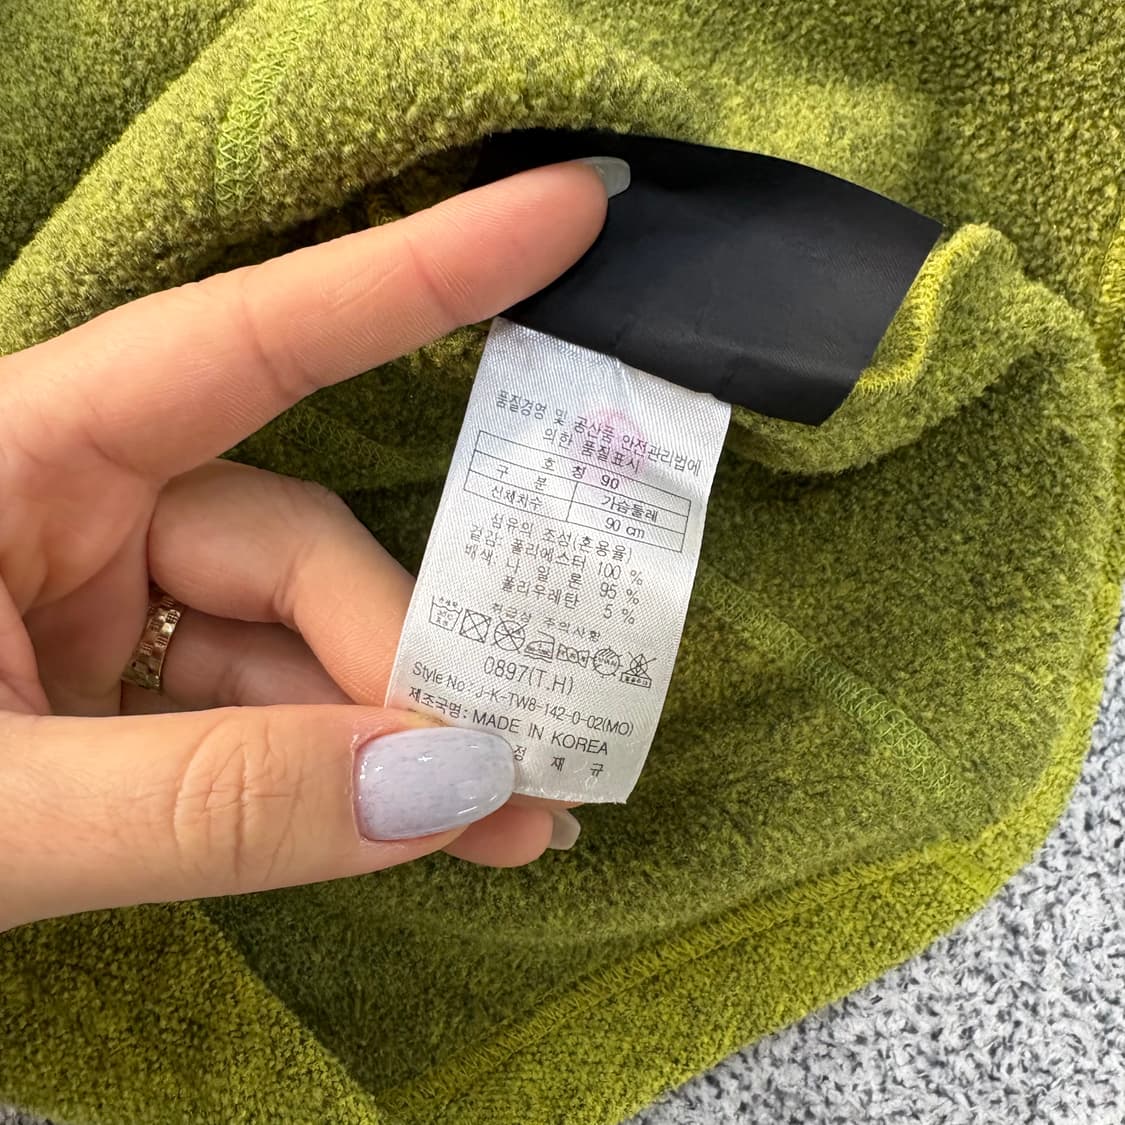 품질경영 및 공산품 안전관리법에
의한 품질표시
호 칭 90
구 분 가슴둘레
신체치수 90 cm
섬유의 조성(혼용율)
겉감: 폴리에스터 100 %
배색: 나 일 론 95 %
폴리우레탄 5 %
취급상 주의사항
0897(T.H)
Style No.: J-K-TW8-142-0-02(MO)
제조국명: MADE IN KOREA
정 재 규